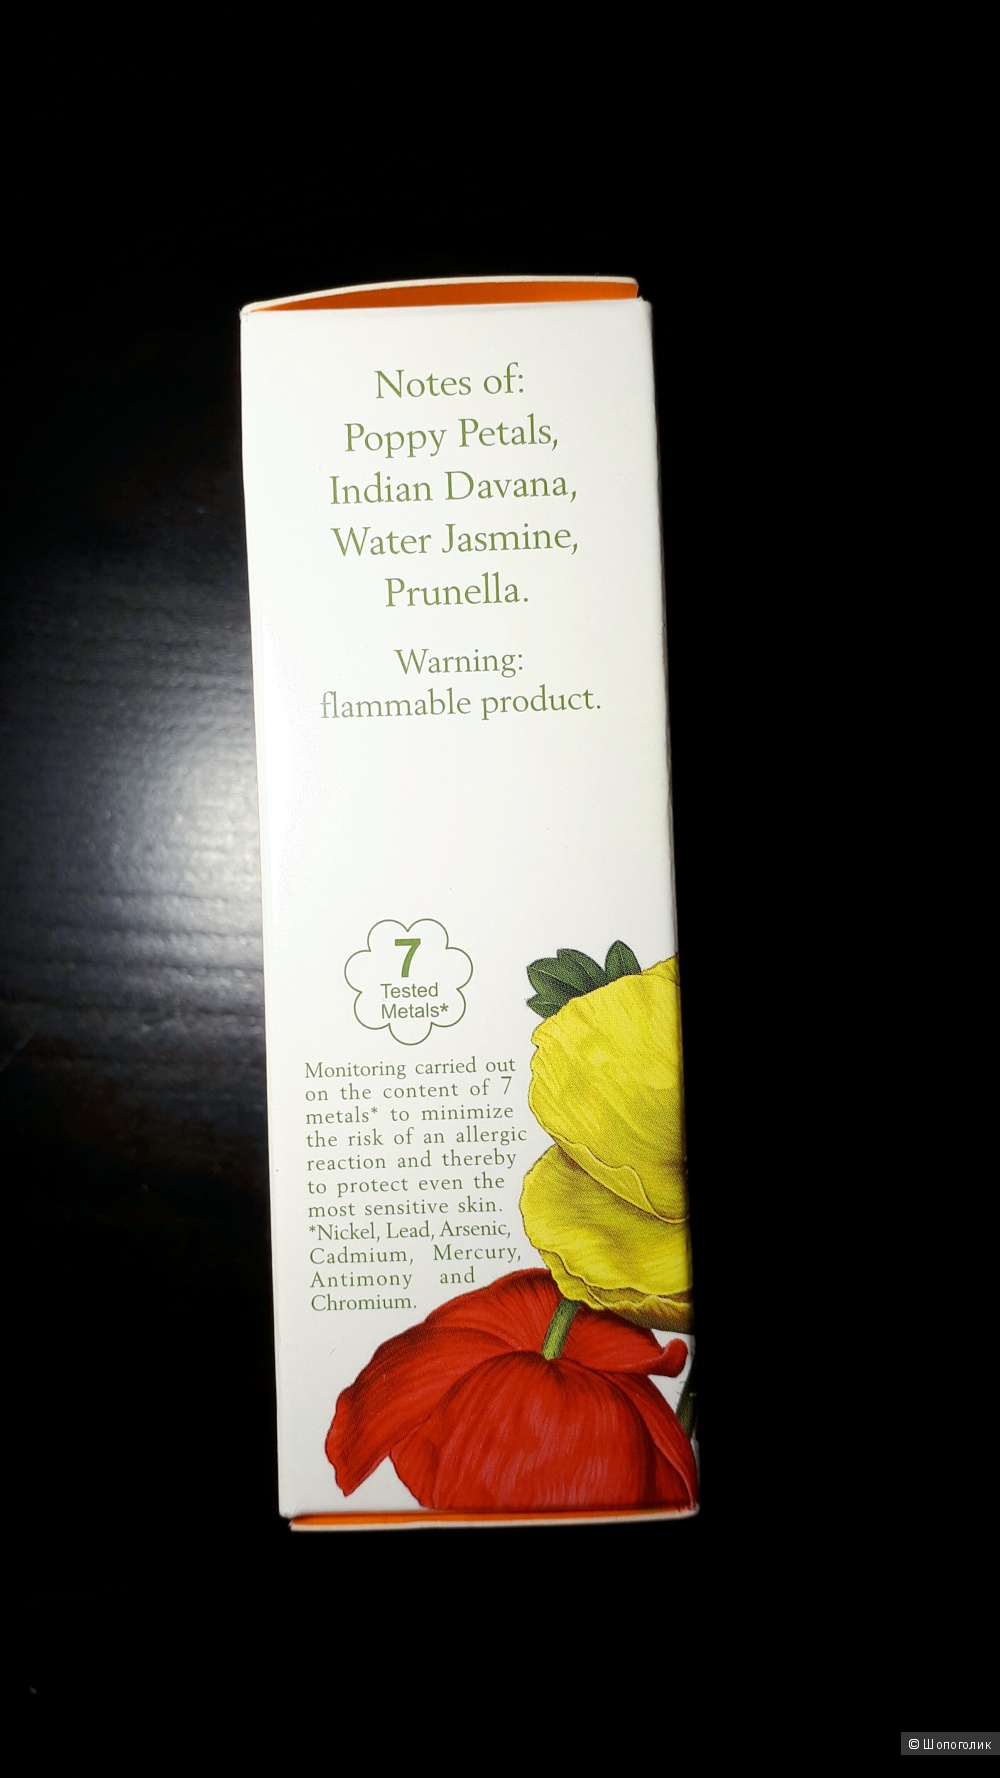 Notes of:
Poppy Petals,
Indian Davana,
Water Jasmine,
Prunella.
Warning:
flammable product.
7
Tested
Metals*
Monitoring carried out
on the content of 7
metals* to minimize
the risk of an allergic
reaction and thereby
to protect even the
most sensitive skin.
*Nickel, Lead, Arsenic,
Cadmium, Mercury,
Antimony and
Chromium.
© Шопоголик